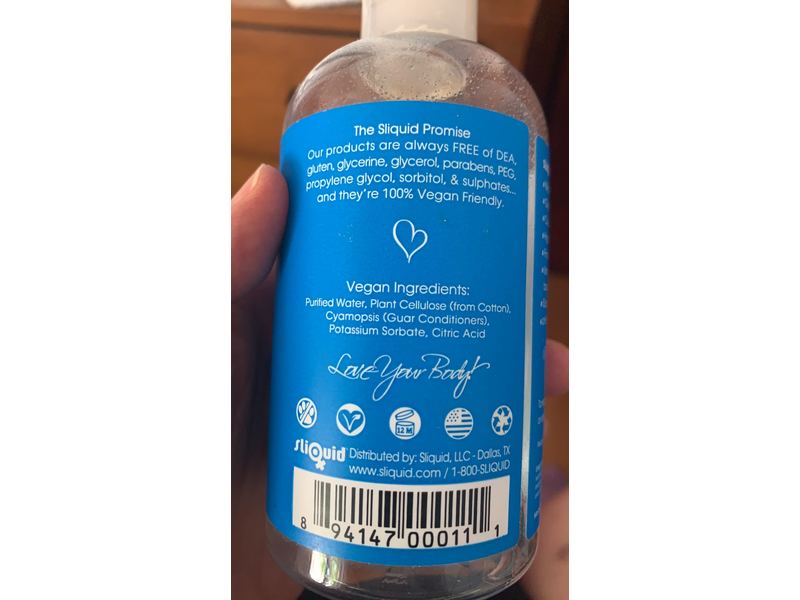 The Sliquid Promise
Our products are always FREE of DEA,
gluten, glycerine, glycerol, parabens, PEG,
propylene glycol, sorbitol, & sulphates...
and they're 100% Vegan Friendly.
Vegan Ingredients:
Purified Water, Plant Cellulose (from Cotton),
Cyamopsis (Guar Conditioners),
Potassium Sorbate, Citric Acid
Love Your Body!
12 M
sliquid Distributed by: Sliquid, LLC - Dallas, TX
www.sliquid.com / 1-800-SLIQUID
8 94147 00011 1